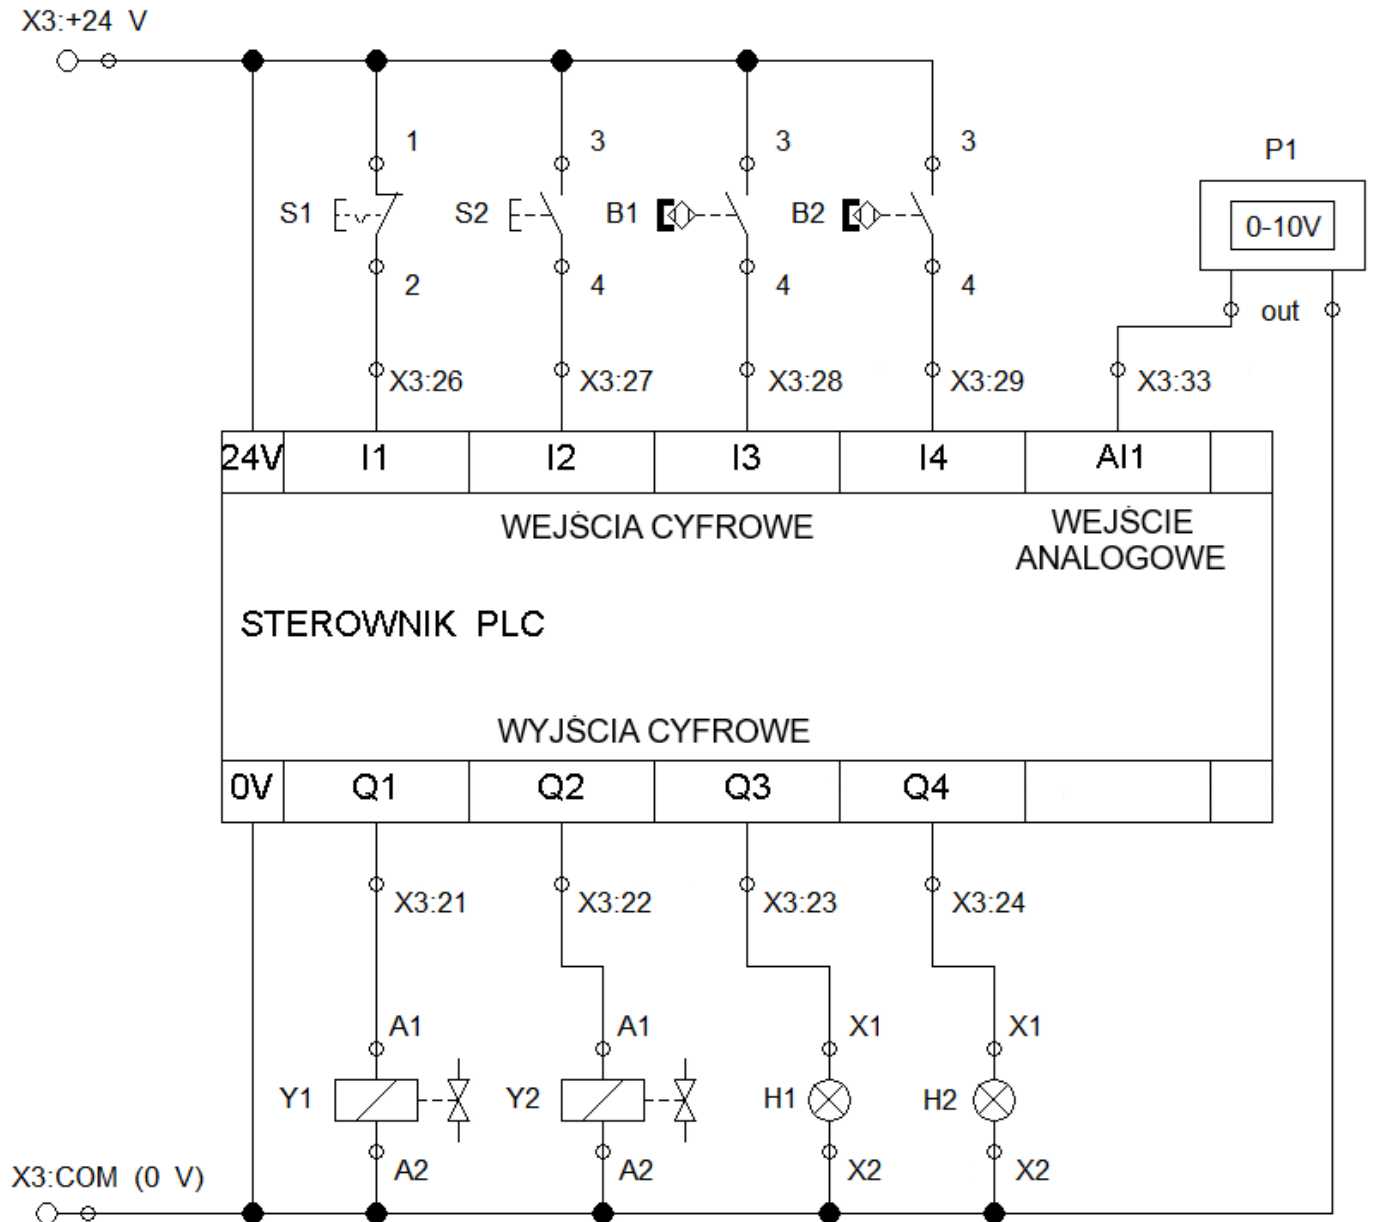 X3:+24 V
1 3 3 3
P1
S1 S2 B1 B2
0-10V
2 4 4 4
out
X3:26 X3:27 X3:28 X3:29 X3:33
24V I1 I2 I3 I4 AI1
WEJŚCIA CYFROWE
WEJŚCIE
ANALOGOWE
STEROWNIK PLC
WYJŚCIA CYFROWE
0V Q1 Q2 Q3 Q4
X3:21 X3:22 X3:23 X3:24
A1 A1 X1 X1
Y1 Y2 H1 H2
A2 A2 X2 X2
X3:COM (0 V)